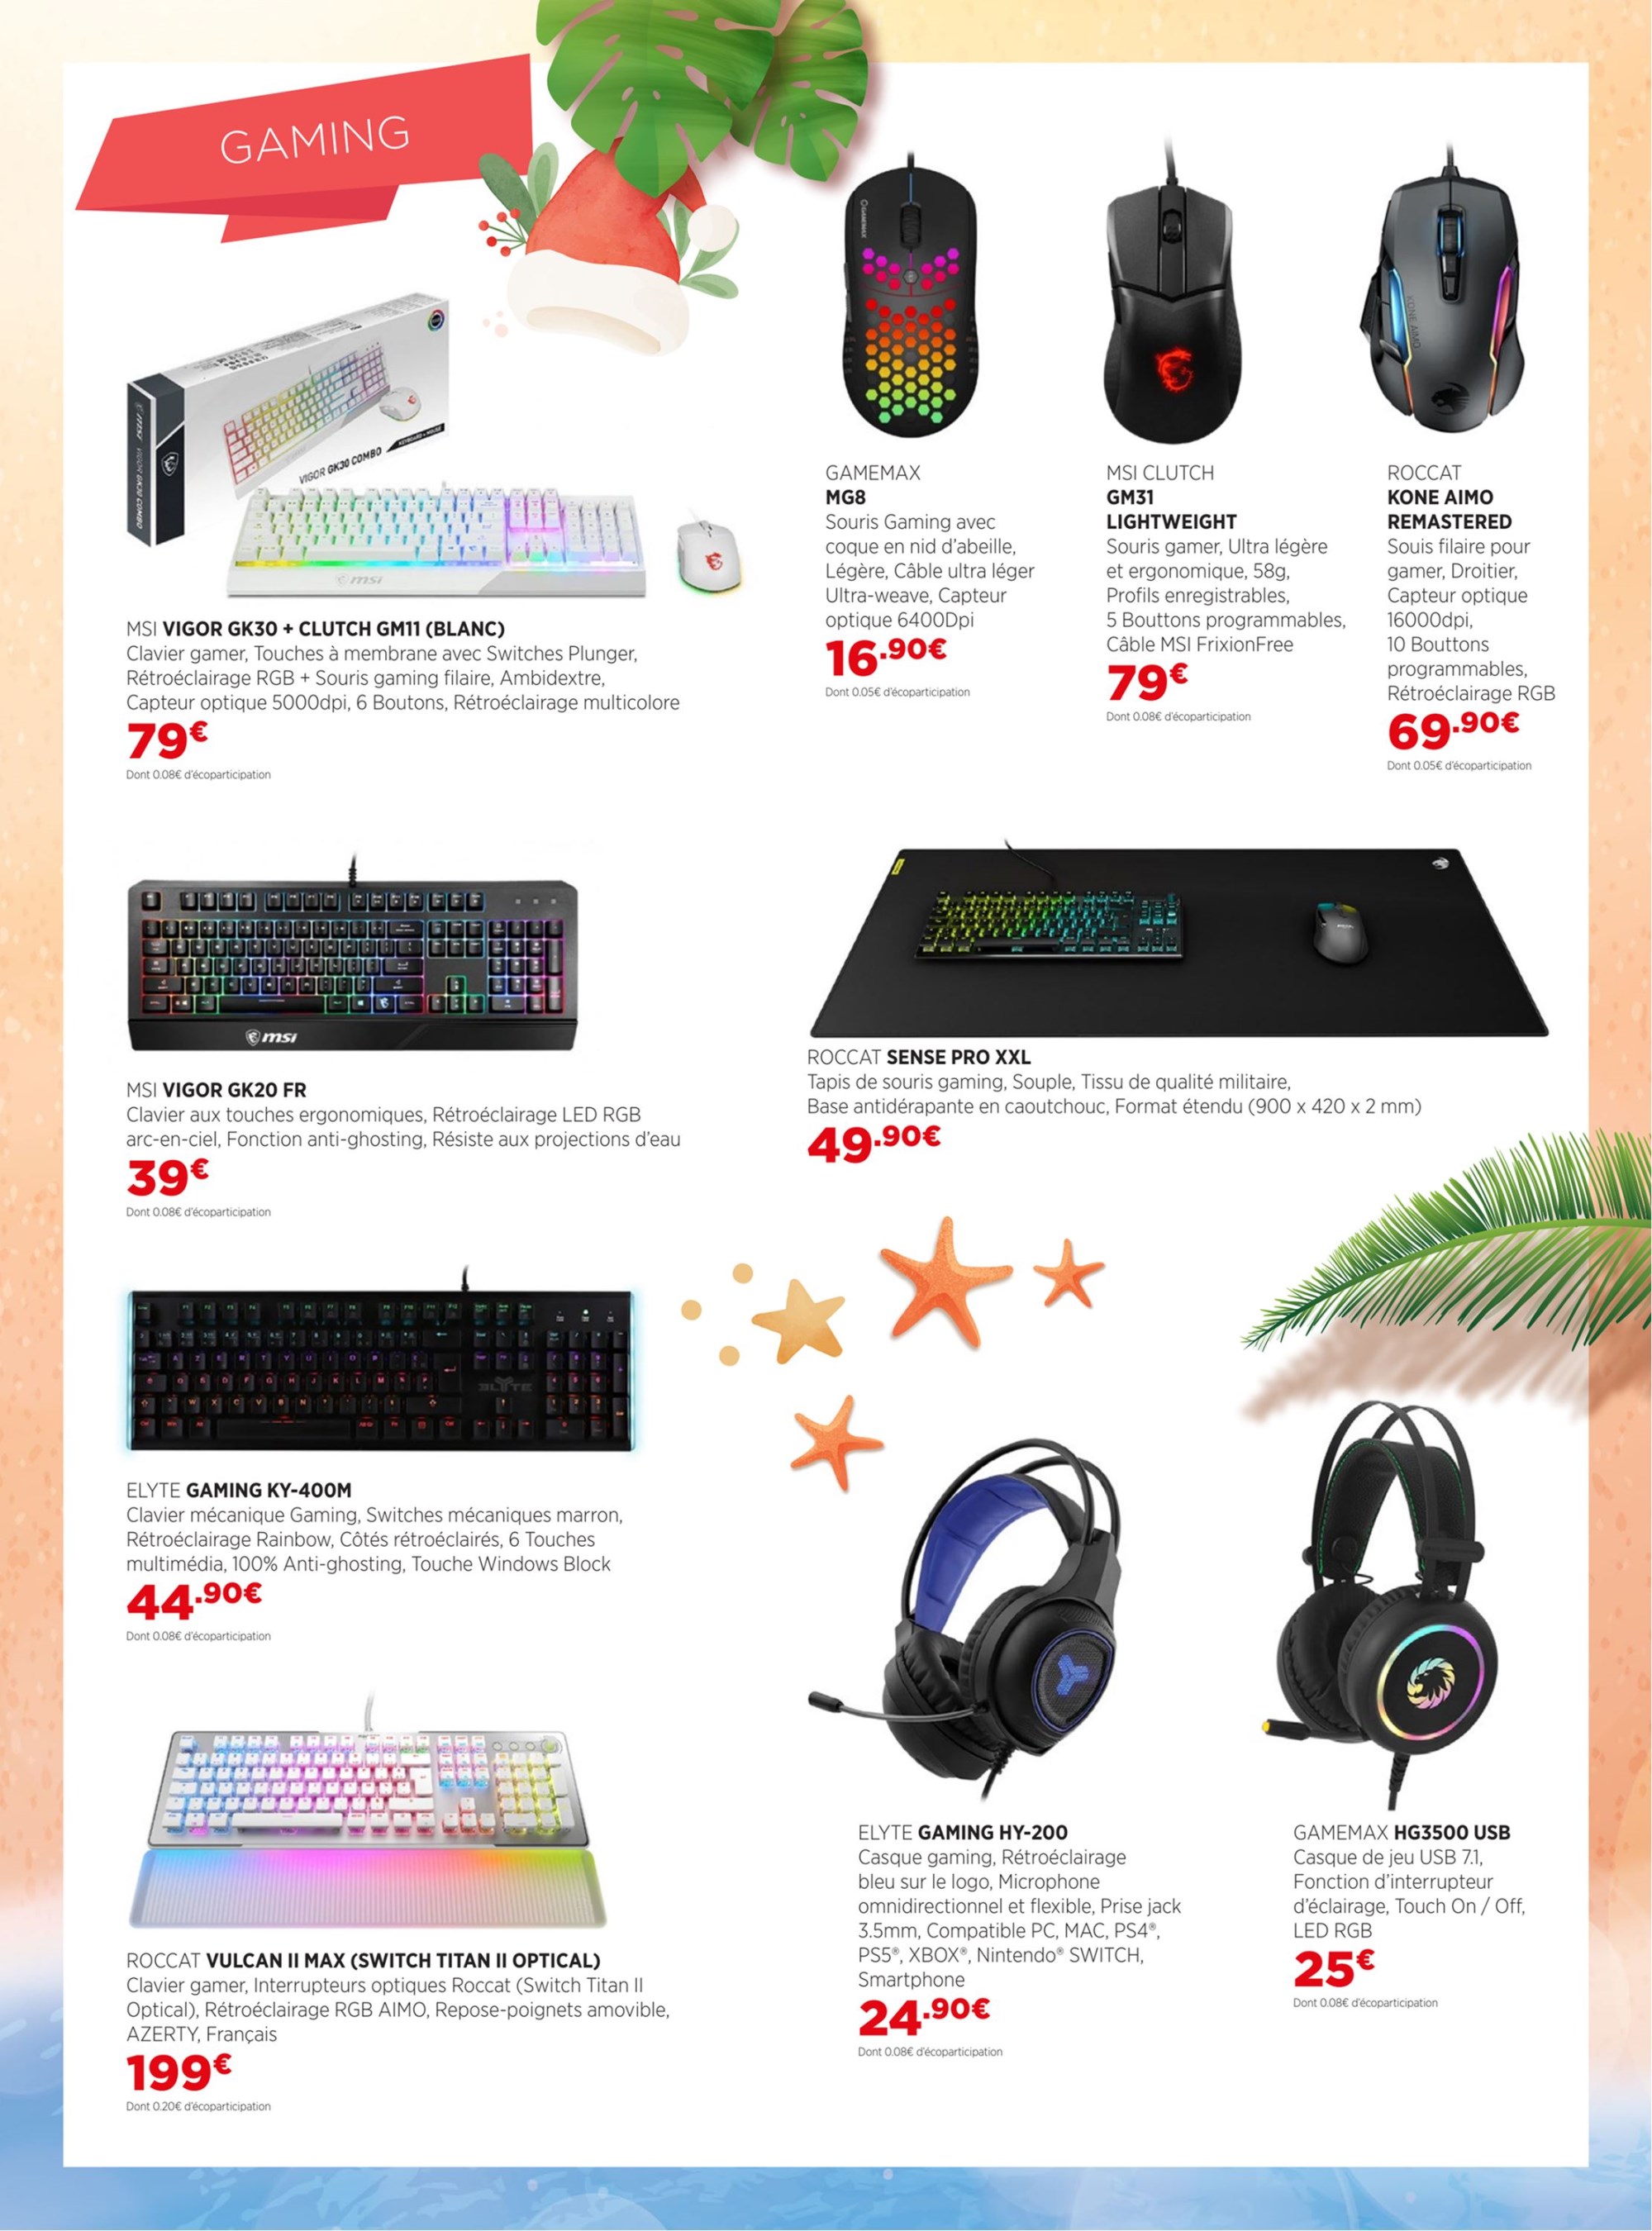 GAMING
VIGOR GK30 COMBO
KEYBOARD + MOUSE
msi
MSI VIGOR GK30 + CLUTCH GM11 (BLANC)
Clavier gamer, Touches à membrane avec Switches Plunger,
Rétroéclairage RGB + Souris gaming filaire, Ambidextre,
Capteur optique 5000dpi, 6 Boutons, Rétroéclairage multicolore
79€
Dont 0.08€ d'écoparticipation
GAMEMAX
GAMEMAX
MG8
Souris Gaming avec
coque en nid d'abeille,
Légère, Câble ultra léger
Ultra-weave, Capteur
optique 6400Dpi
16.90€
Dont 0.05€ d'écoparticipation
MSI CLUTCH
GM31
LIGHTWEIGHT
Souris gamer, Ultra légère
et ergonomique, 58g,
Profils enregistrables,
5 Bouttons programmables,
Câble MSI FrixionFree
79€
Dont 0.08€ d'écoparticipation
KONE AIMO
ROCCAT
KONE AIMO
REMASTERED
Souis filaire pour
gamer, Droitier,
Capteur optique
16000dpi,
10 Bouttons
programmables,
Rétroéclairage RGB
69.90€
Dont 0.05€ d'écoparticipation
msi
MSI VIGOR GK20 FR
Clavier aux touches ergonomiques, Rétroéclairage LED RGB
arc-en-ciel, Fonction anti-ghosting, Résiste aux projections d'eau
39€
Dont 0.08€ d'écoparticipation
ROCCAT SENSE PRO XXL
Tapis de souris gaming, Souple, Tissu de qualité militaire,
Base antidérapante en caoutchouc, Format étendu (900 x 420 x 2 mm)
49.90€
ELYTE
ELYTE GAMING KY-400M
Clavier mécanique Gaming, Switches mécaniques marron,
Rétroéclairage Rainbow, Côtés rétroéclairés, 6 Touches
multimédia, 100% Anti-ghosting, Touche Windows Block
44.90€
Dont 0.08€ d'écoparticipation
ROCCAT VULCAN II MAX (SWITCH TITAN II OPTICAL)
Clavier gamer, Interrupteurs optiques Roccat (Switch Titan II
Optical), Rétroéclairage RGB AIMO, Repose-poignets amovible,
AZERTY, Français
199€
Dont 0.20€ d'écoparticipation
ELYTE GAMING HY-200
Casque gaming, Rétroéclairage
bleu sur le logo, Microphone
omnidirectionnel et flexible, Prise jack
3.5mm, Compatible PC, MAC, PS4®,
PS5®, XBOX®, Nintendo® SWITCH,
Smartphone
24.90€
Dont 0.08€ d'écoparticipation
GAMEMAX HG3500 USB
Casque de jeu USB 7.1,
Fonction d'interrupteur
d'éclairage, Touch On / Off,
LED RGB
25€
Dont 0.08€ d'écoparticipation